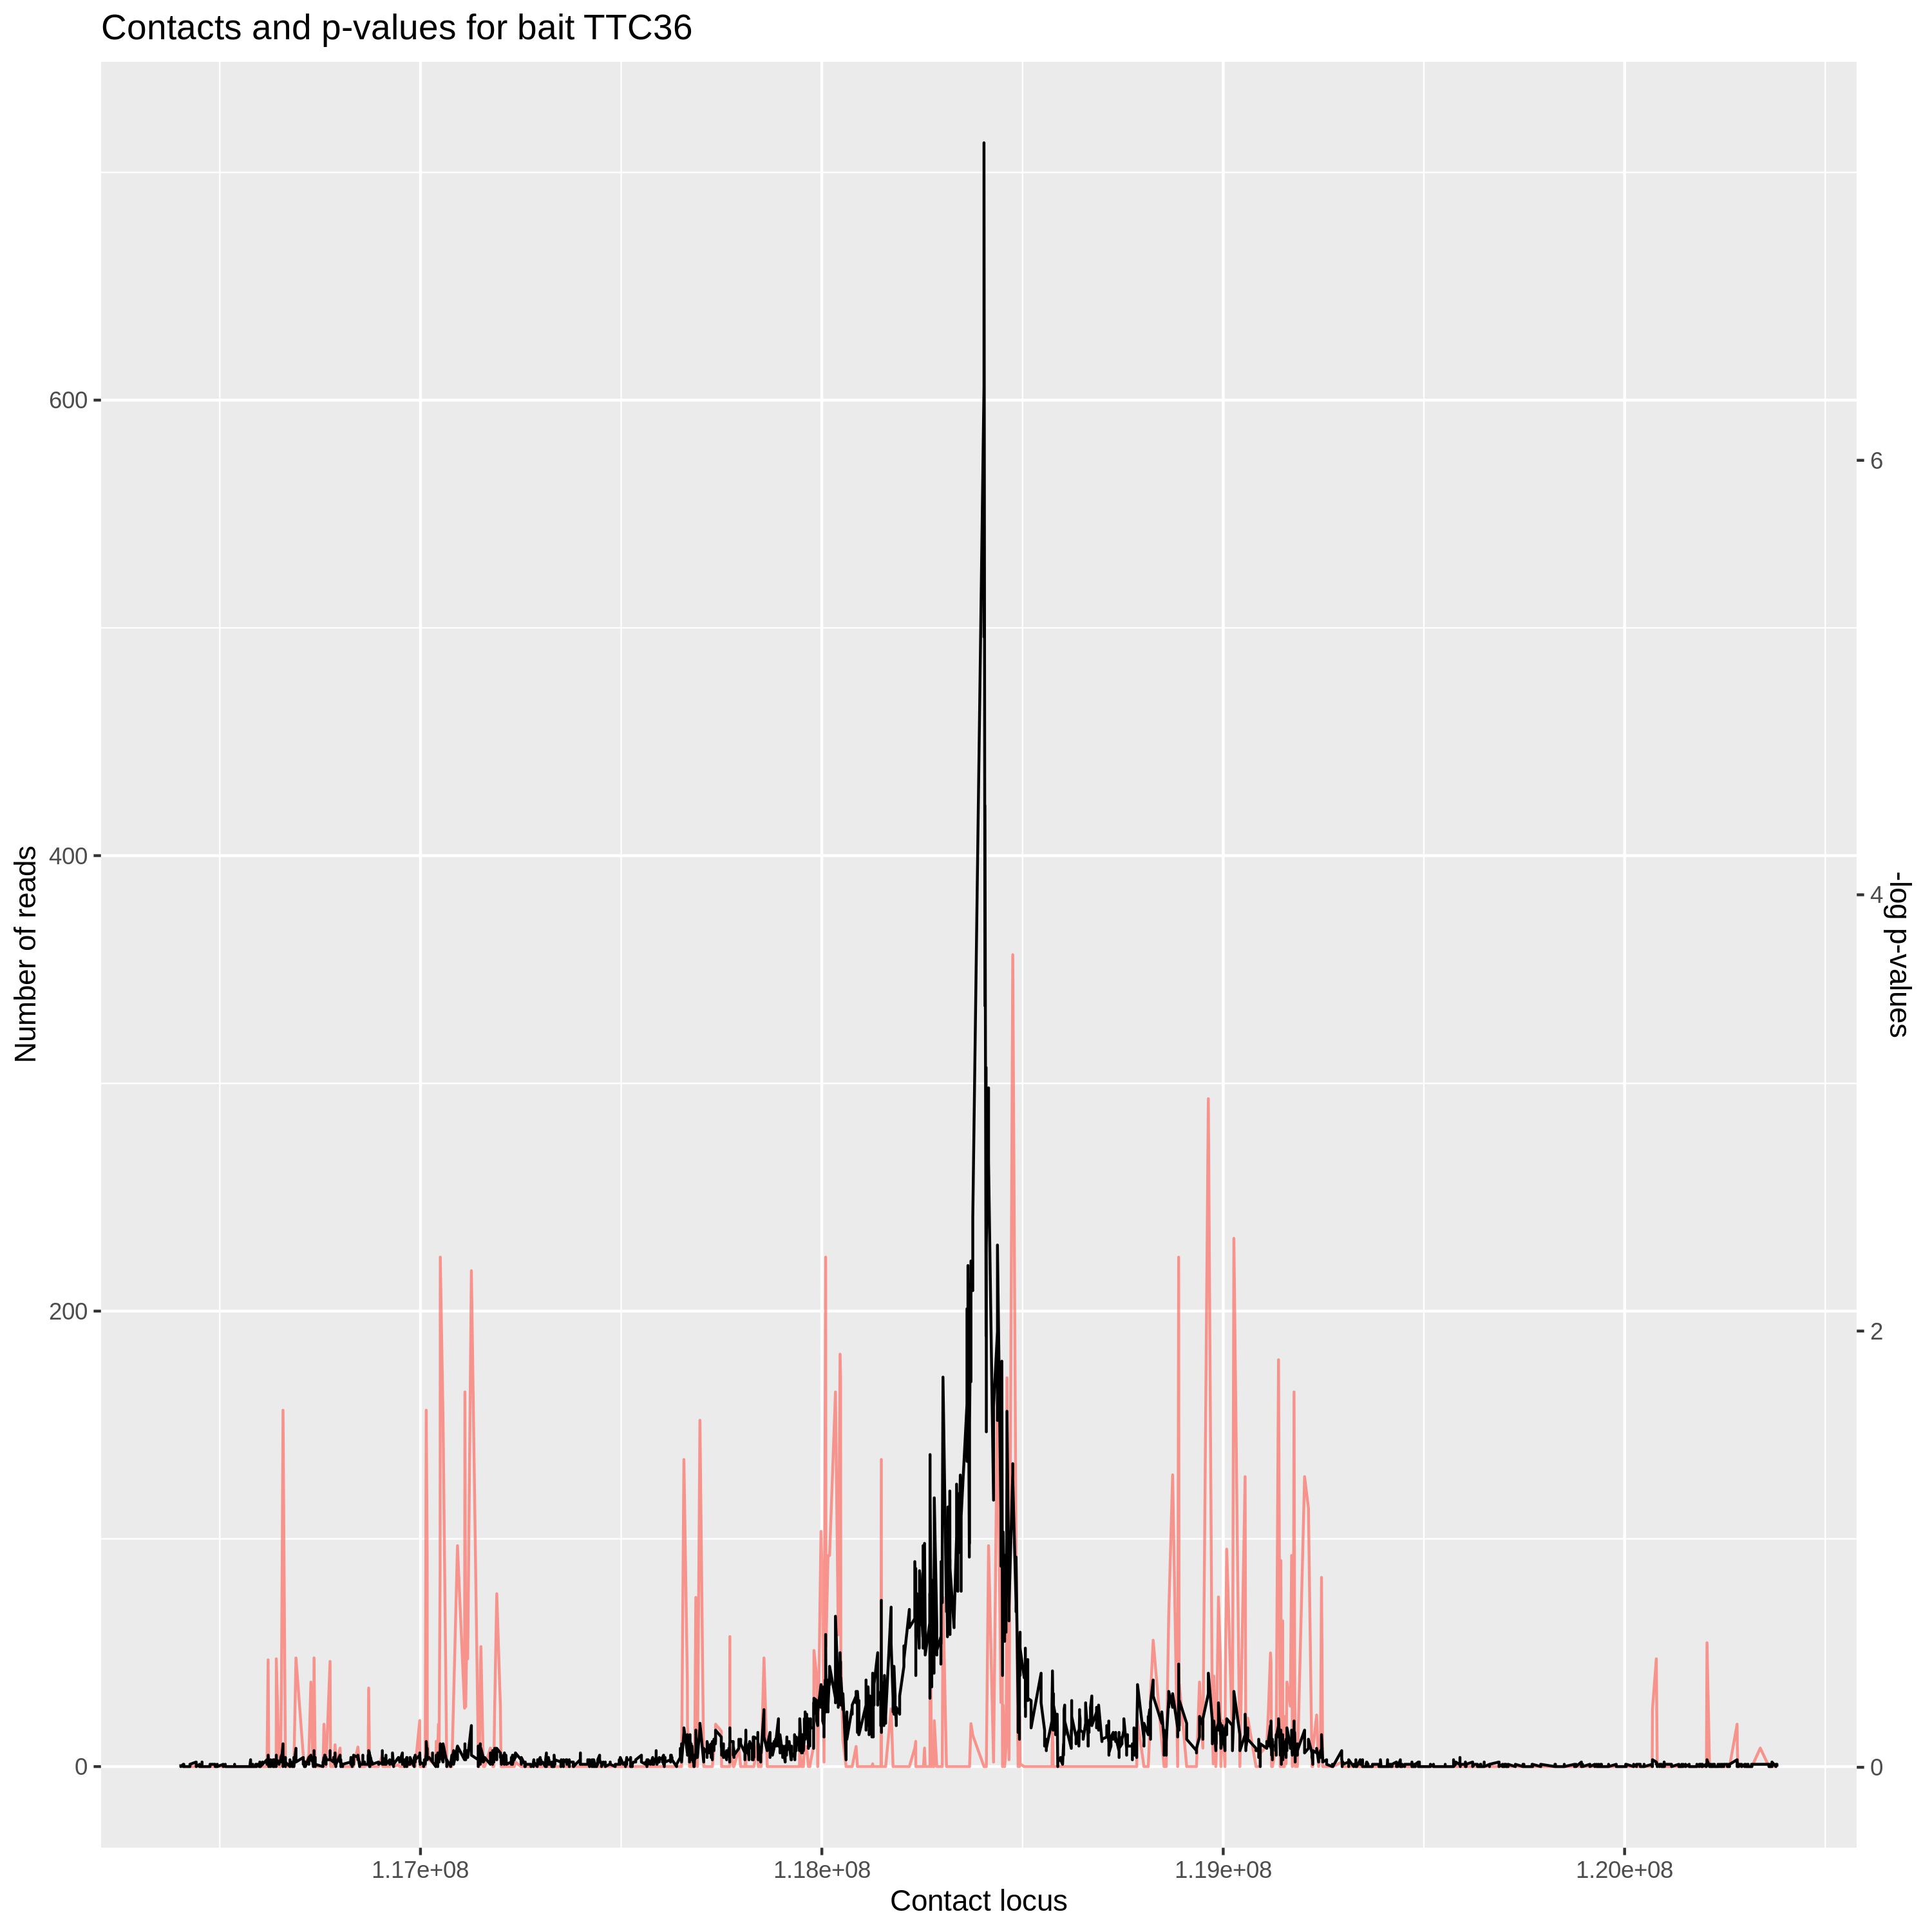 Contacts and p-values for bait TTC36
Number of reads
600
400
200
0
6
4
2
0
-log p-values
1.17e+08
1.18e+08
1.19e+08
1.20e+08
Contact locus